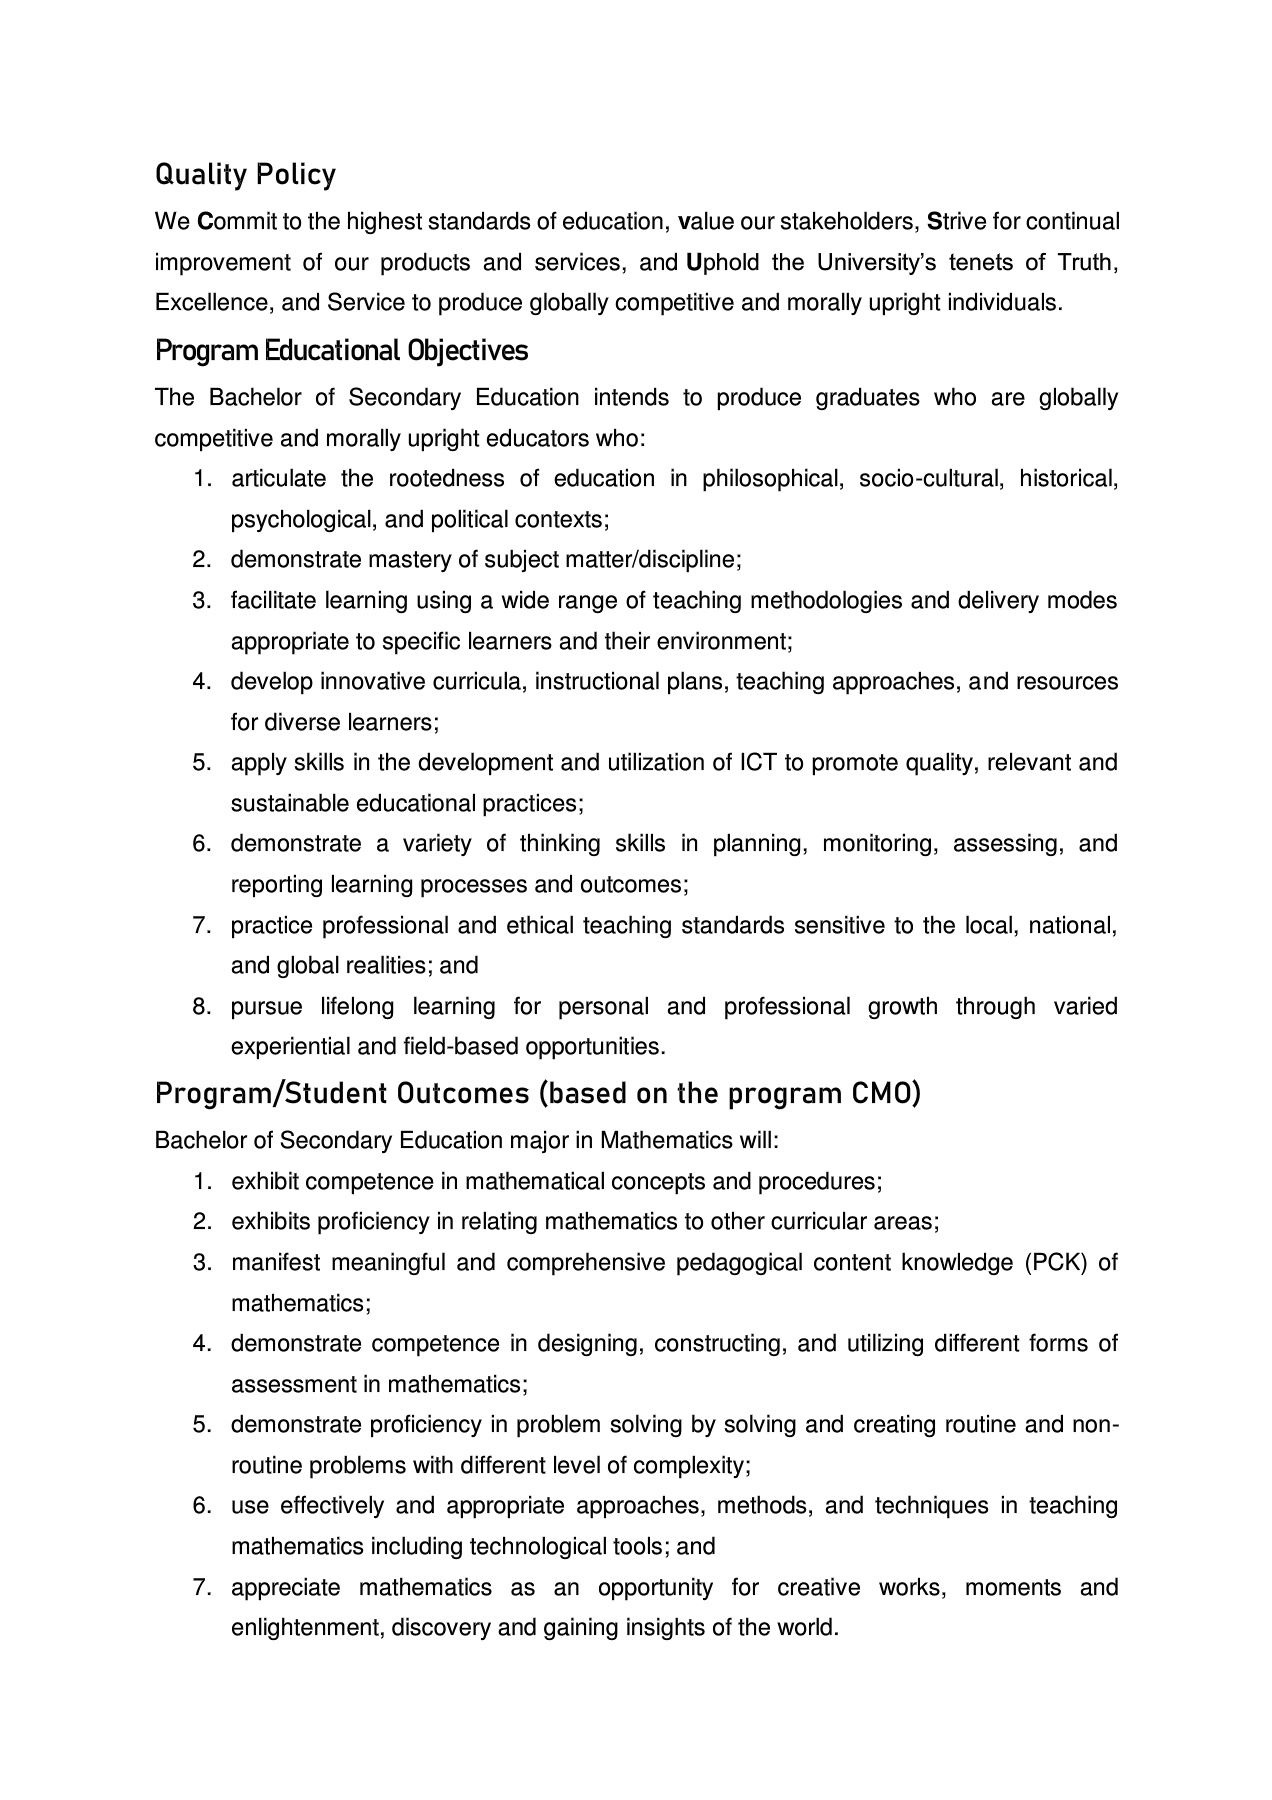 Quality Policy
We Commit to the highest standards of education, value our stakeholders, Strive for continual
improvement of our products and services, and Uphold the University's tenets of Truth,
Excellence, and Service to produce globally competitive and morally upright individuals.
Program Educational Objectives
The Bachelor of Secondary Education intends to produce graduates who are globally
competitive and morally upright educators who:
1. articulate the rootedness of education in philosophical, socio-cultural, historical,
psychological, and political contexts;
2. demonstrate mastery of subject matter/discipline;
3. facilitate learning using a wide range of teaching methodologies and delivery modes
appropriate to specific learners and their environment;
4. develop innovative curricula, instructional plans, teaching approaches, and resources
for diverse learners;
5. apply skills in the development and utilization of ICT to promote quality, relevant and
sustainable educational practices;
6. demonstrate a variety of thinking skills in planning, monitoring, assessing, and
reporting learning processes and outcomes;
7. practice professional and ethical teaching standards sensitive to the local, national,
and global realities; and
8. pursue lifelong learning for personal and professional growth through varied
experiential and field-based opportunities.
Program/Student Outcomes (based on the program CMO)
Bachelor of Secondary Education major in Mathematics will:
1. exhibit competence in mathematical concepts and procedures;
2. exhibits proficiency in relating mathematics to other curricular areas;
3. manifest meaningful and comprehensive pedagogical content knowledge (PCK) of
mathematics;
4. demonstrate competence in designing, constructing, and utilizing different forms of
assessment in mathematics;
5. demonstrate proficiency in problem solving by solving and creating routine and non-
routine problems with different level of complexity;
6. use effectively and appropriate approaches, methods, and techniques in teaching
mathematics including technological tools; and
7. appreciate mathematics as an opportunity for creative works, moments and
enlightenment, discovery and gaining insights of the world.